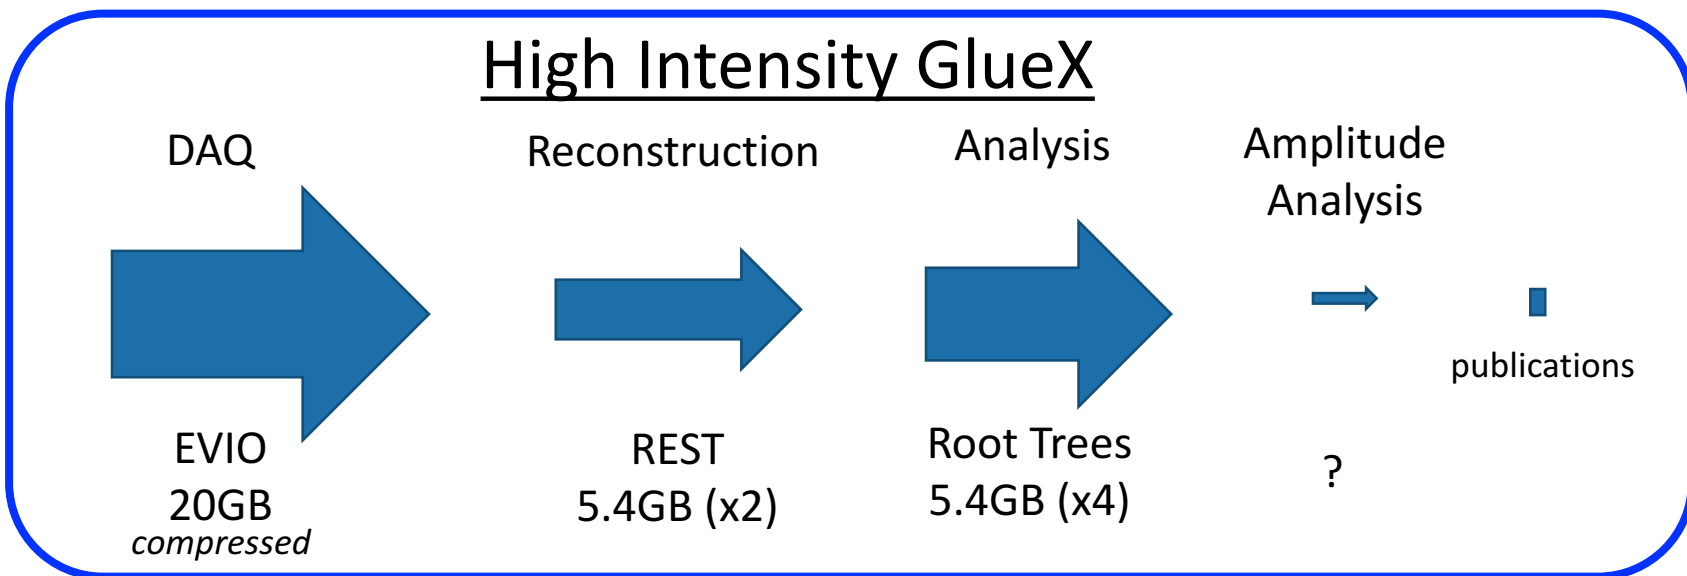 High Intensity GlueX
DAQ
Reconstruction
Analysis
Amplitude
Analysis
EVIO
20GB
compressed
REST
5.4GB (x2)
Root Trees
5.4GB (x4)
?
publications